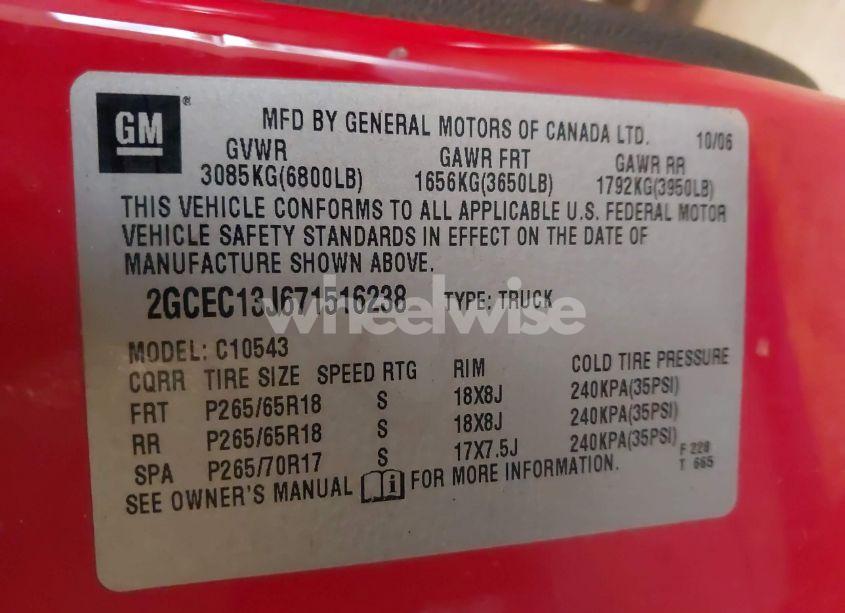 GM ®
MFD BY GENERAL MOTORS OF CANADA LTD. 10/06
GVWR GAWR FRT GAWR RR
3085KG(6800LB) 1656KG(3650LB) 1792KG(3950LB)
THIS VEHICLE CONFORMS TO ALL APPLICABLE U.S. FEDERAL MOTOR
VEHICLE SAFETY STANDARDS IN EFFECT ON THE DATE OF
MANUFACTURE SHOWN ABOVE.
2GCEC13J671516238 TYPE: TRUCK
wheelwise
MODEL: C10543
CQRR TIRE SIZE SPEED RTG RIM COLD TIRE PRESSURE
FRT P265/65R18 S 18X8J 240KPA(35PSI)
RR P265/65R18 S 18X8J 240KPA(35PSI)
SPA P265/70R17 S 17X7.5J 240KPA(35PSI)
SEE OWNER'S MANUAL i FOR MORE INFORMATION.
F 228
T 665